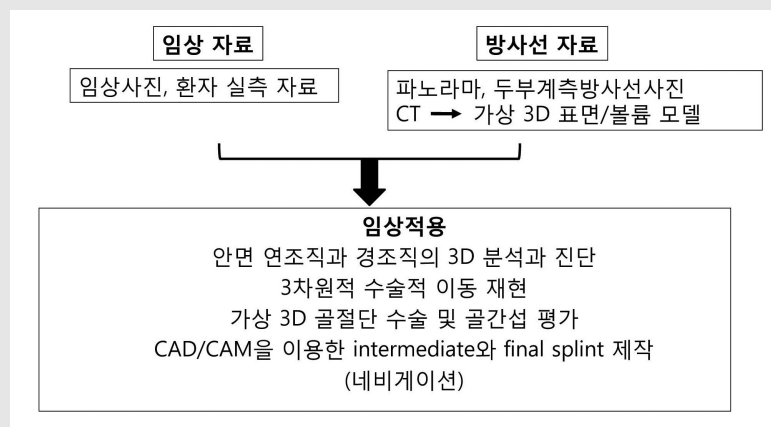 임상 자료
임상사진, 환자 실측 자료
방사선 자료
파노라마, 두부계측방사선사진
CT → 가상 3D 표면/볼륨 모델
임상적용
안면 연조직과 경조직의 3D 분석과 진단
3차원적 수술적 이동 재현
가상 3D 골절단 수술 및 골간섭 평가
CAD/CAM을 이용한 intermediate와 final splint 제작
(네비게이션)